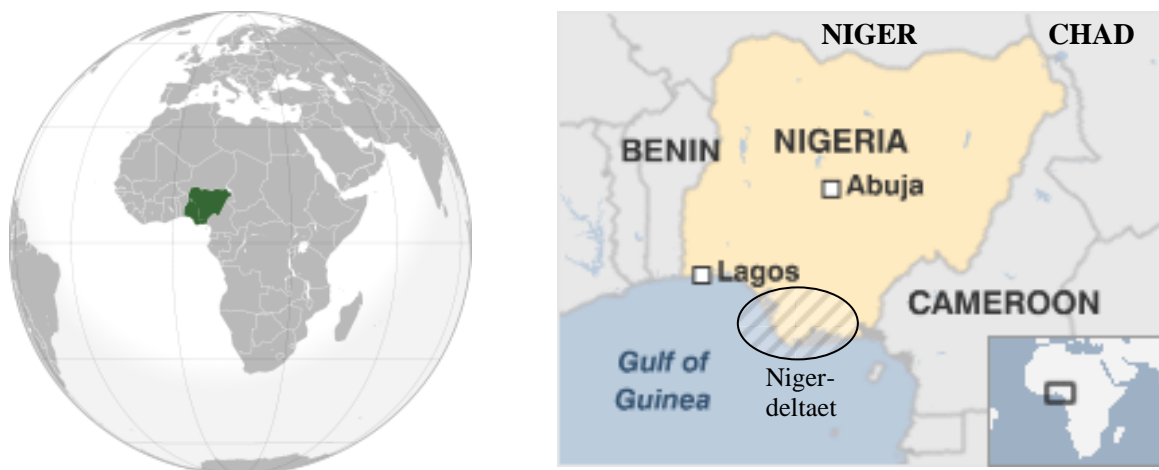 NIGER CHAD
BENIN
NIGERIA
Abuja
Lagos
CAMEROON
Gulf of
Guinea
Niger-
deltaet